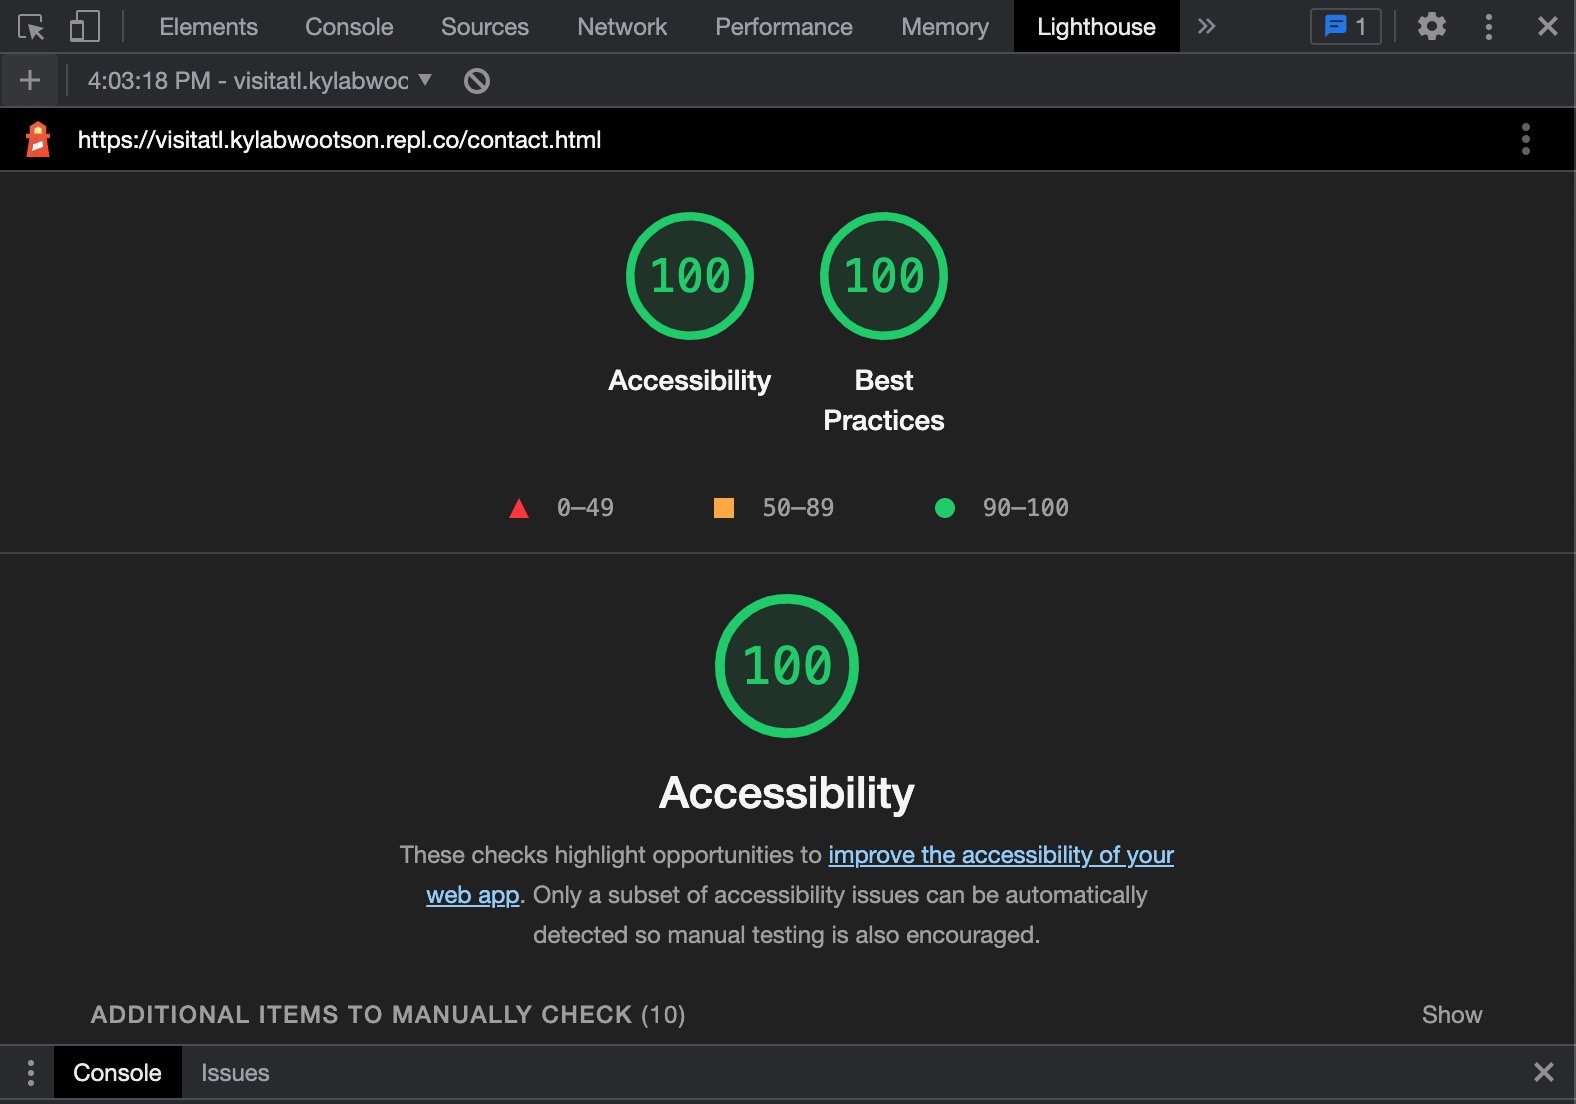 Elements Console Sources Network Performance Memory Lighthouse » 1
4:03:18 PM - visitatl.kylabwoo
https://visitatl.kylabwootson.repl.co/contact.html
100 100
Accessibility Best
Practices
0–49 50–89 90–100
100
Accessibility
These checks highlight opportunities to improve the accessibility of your
web app. Only a subset of accessibility issues can be automatically
detected so manual testing is also encouraged.
ADDITIONAL ITEMS TO MANUALLY CHECK (10) Show
Console Issues